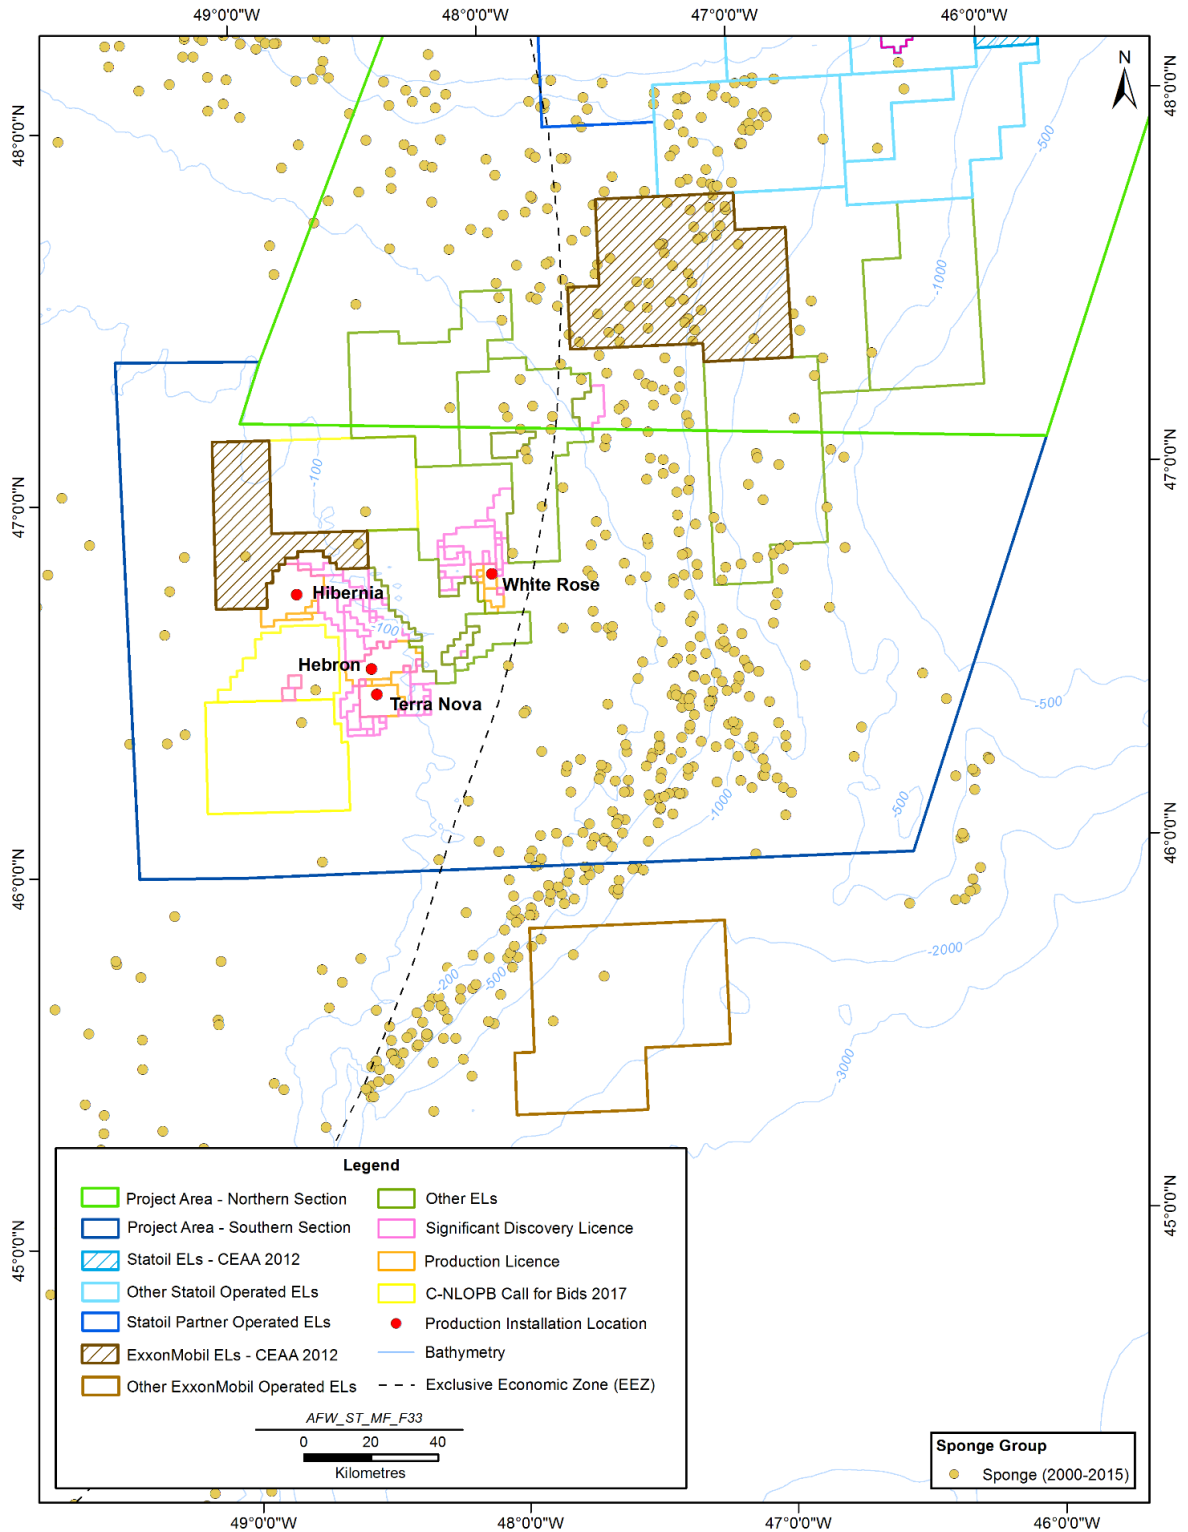 49°0'0"W 48°0'0"W 47°0'0"W 46°0'0"W
N
48°0'0"N
48°0'0"N
-500
-1000
47°0'0"N
47°0'0"N
-100
White Rose
Hibernia
-100
Hebron
Terra Nova
-500
-1000
-500
46°0'0"N
46°0'0"N
-2000
-200
-500
-3000
45°0'0"N
45°0'0"N
Legend
Project Area - Northern Section
Project Area - Southern Section
Statoil ELs - CEAA 2012
Other Statoil Operated ELs
Statoil Partner Operated ELs
ExxonMobil ELs - CEAA 2012
Other ExxonMobil Operated ELs
Other ELs
Significant Discovery Licence
Production Licence
C-NLOPB Call for Bids 2017
Production Installation Location
Bathymetry
Exclusive Economic Zone (EEZ)
AFW_ST_MF_F33
0 20 40
Kilometres
Sponge Group
Sponge (2000-2015)
49°0'0"W 48°0'0"W 47°0'0"W 46°0'0"W